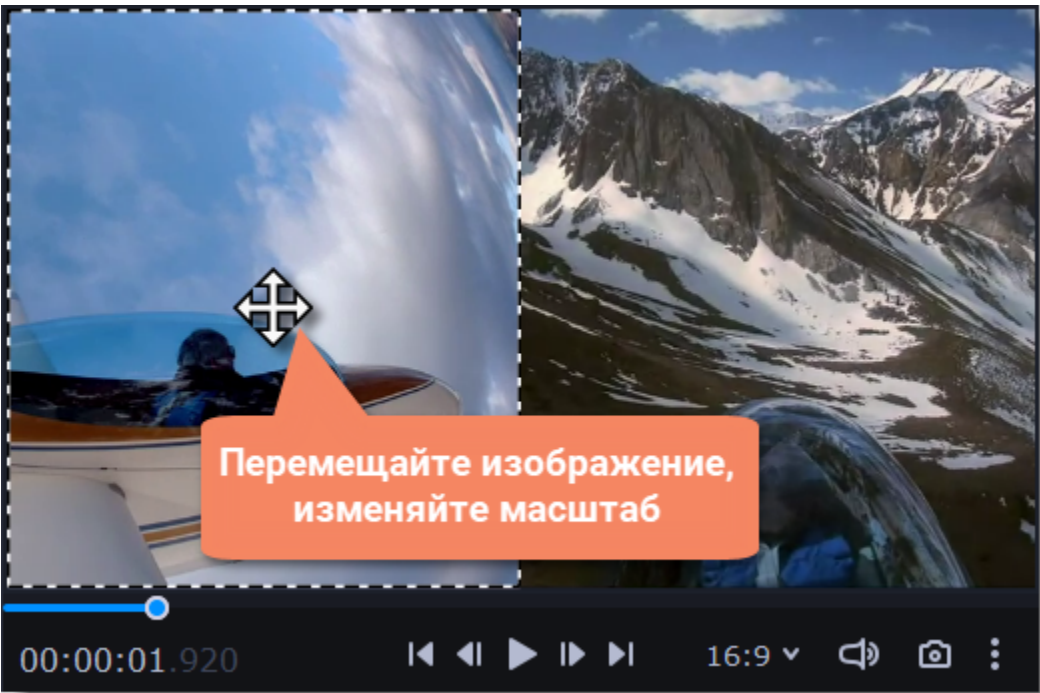 Перемещайте изображение,
изменяйте масштаб
00:00:01.920
16:9